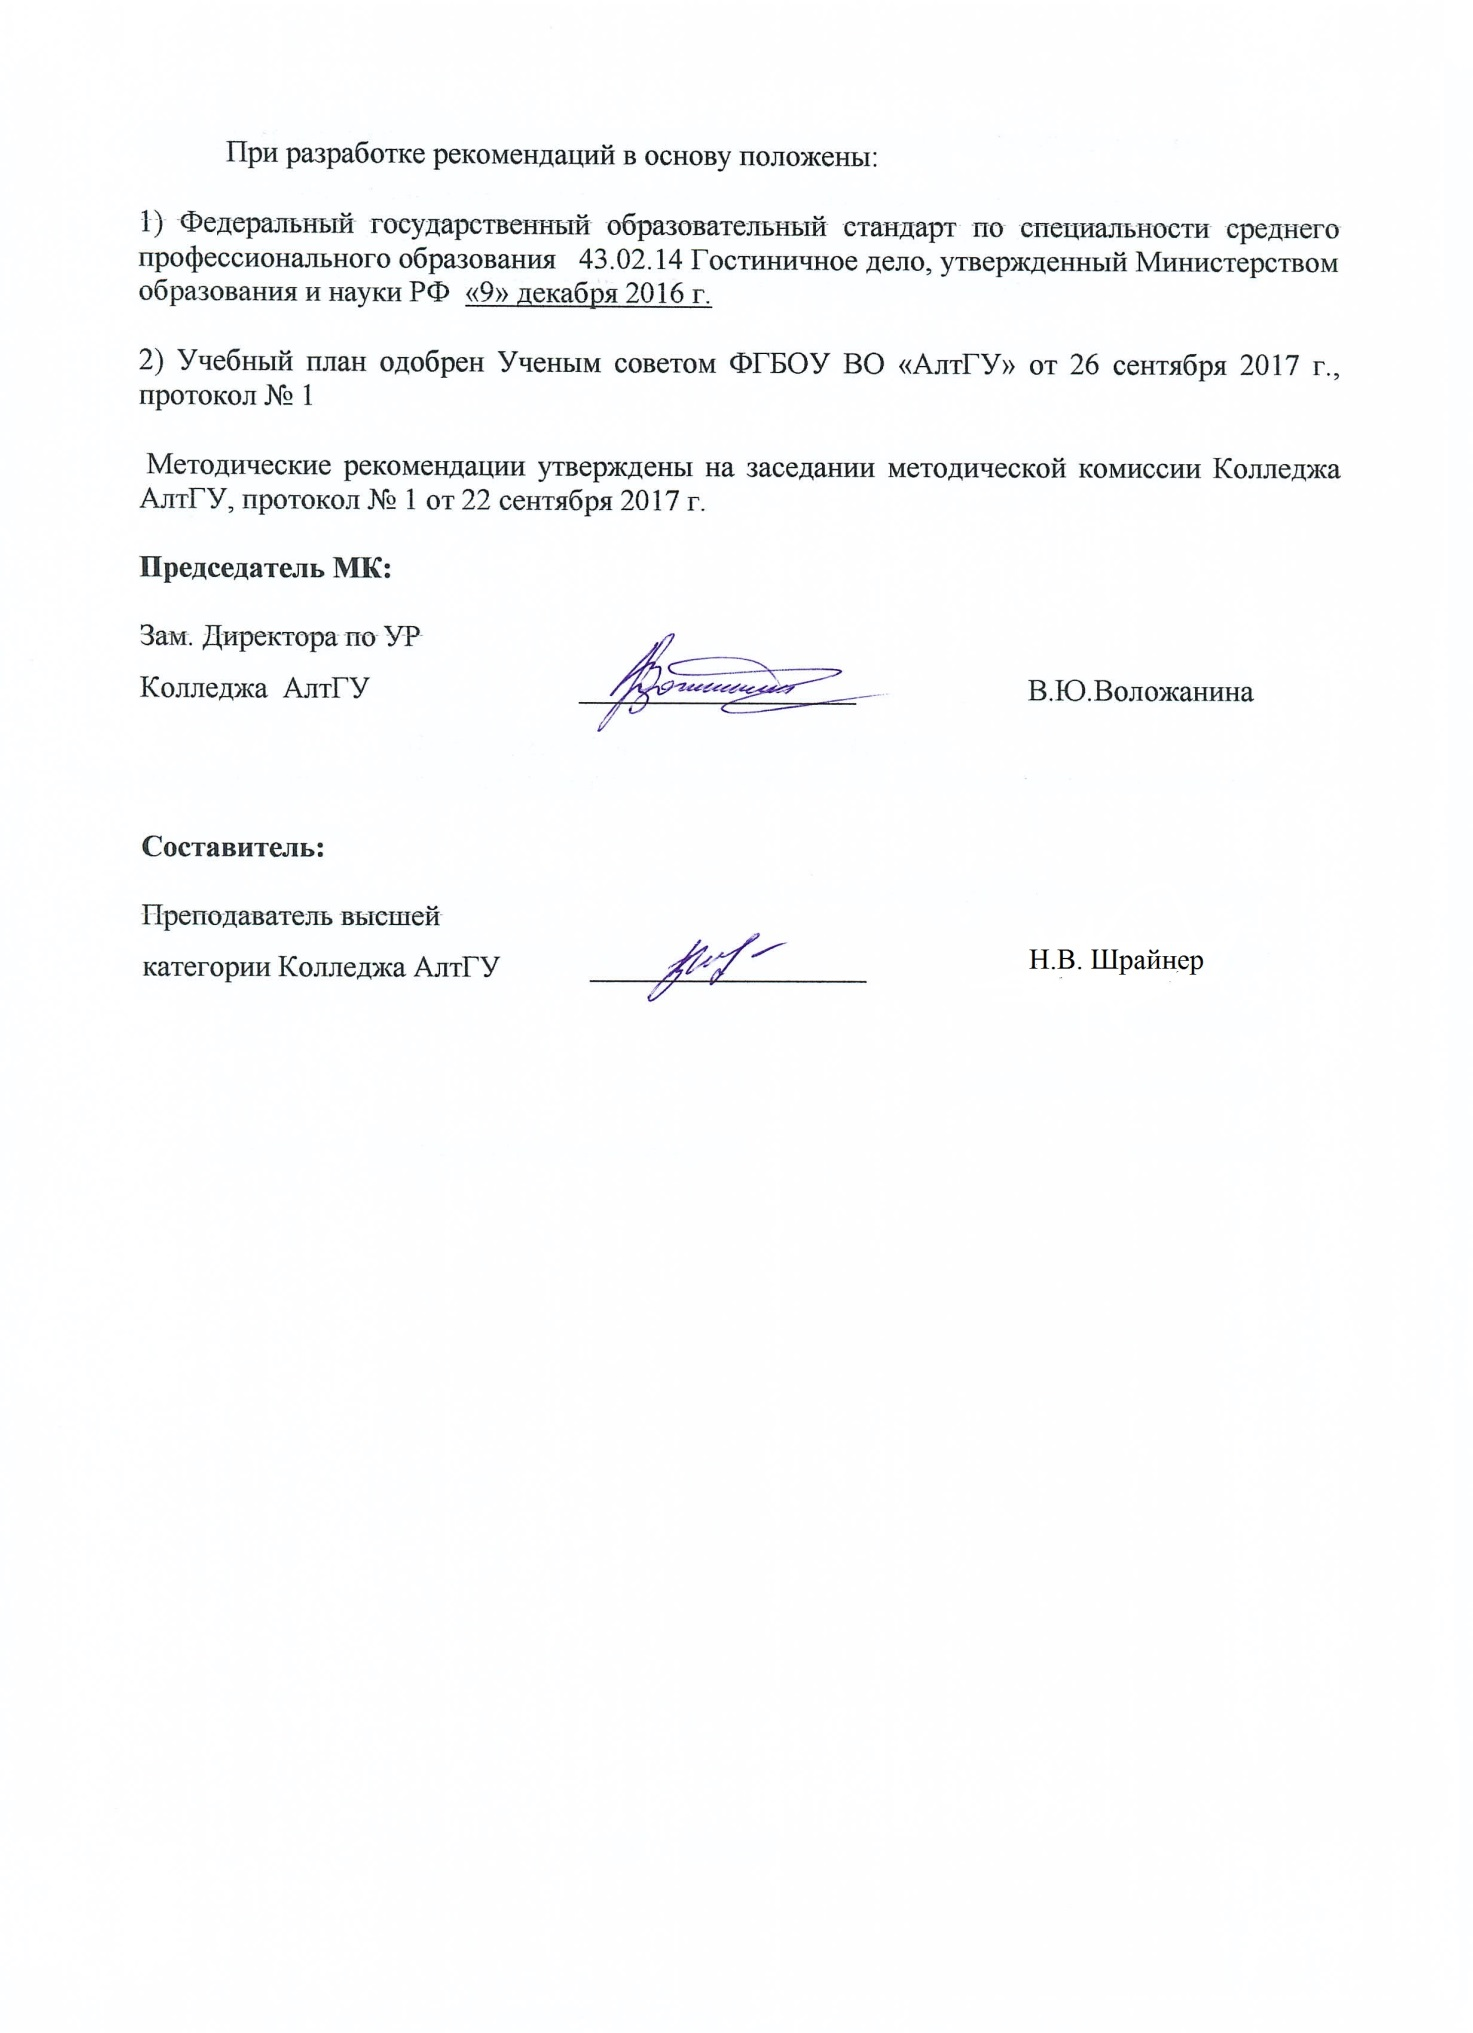 При разработке рекомендаций в основу положены:
1) Федеральный государственный образовательный стандарт по специальности среднего
профессионального образования 43.02.14 Гостиничное дело, утвержденный Министерством
образования и науки РФ «9» декабря 2016 г.
2) Учебный план одобрен Ученым советом ФГБОУ ВО «АлтГУ» от 26 сентября 2017 г.,
протокол № 1
Методические рекомендации утверждены на заседании методической комиссии Колледжа
АлтГУ, протокол № 1 от 22 сентября 2017 г.
Председатель МК:
Зам. Директора по УР
Колледжа АлтГУ В.Ю.Воложанина
Составитель:
Преподаватель высшей
категории Колледжа АлтГУ Н.В. Шрайнер